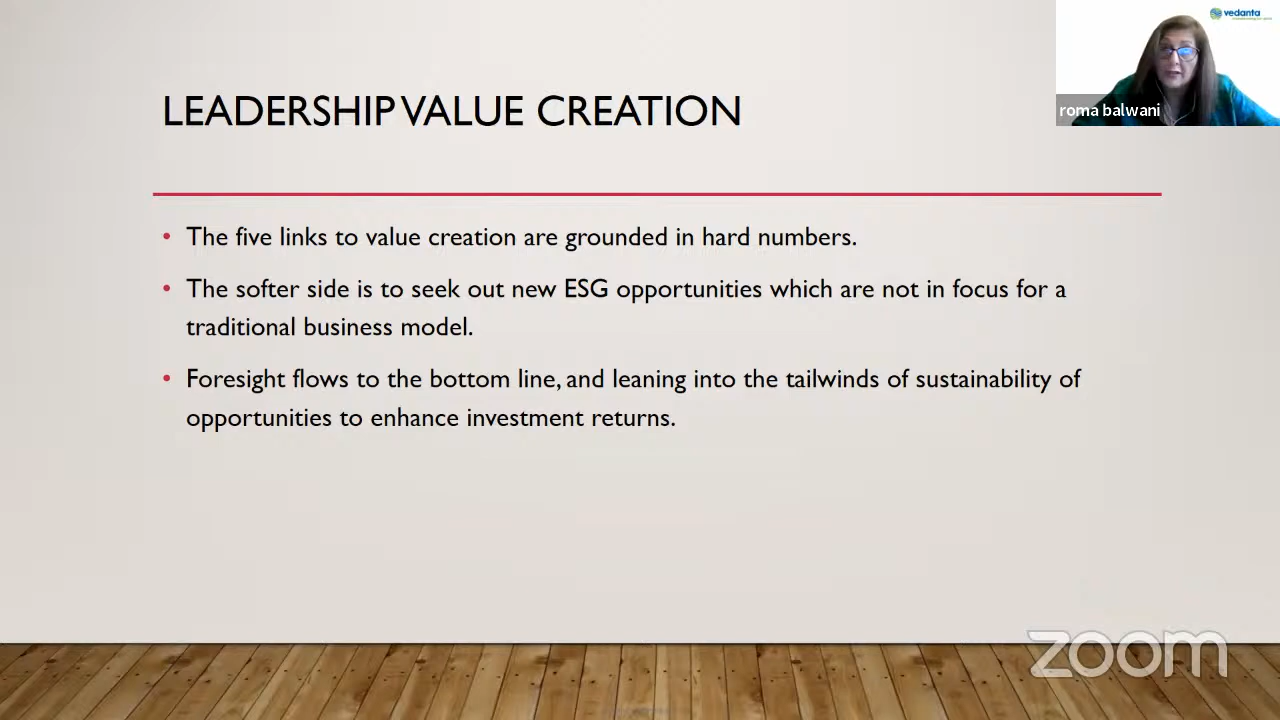 vedanta
roma balwani
LEADERSHIP VALUE CREATION
• The five links to value creation are grounded in hard numbers.
• The softer side is to seek out new ESG opportunities which are not in focus for a
traditional business model.
• Foresight flows to the bottom line, and leaning into the tailwinds of sustainability of
opportunities to enhance investment returns.
zoom